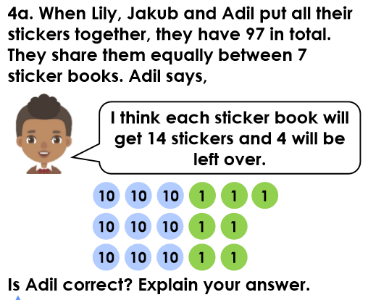 4a. When Lily, Jakub and Adil put all their
stickers together, they have 97 in total.
They share them equally between 7
sticker books. Adil says,
I think each sticker book will
get 14 stickers and 4 will be
left over.
10 10 10 1 1 1
10 10 10 1 1
10 10 10 1 1
Is Adil correct? Explain your answer.